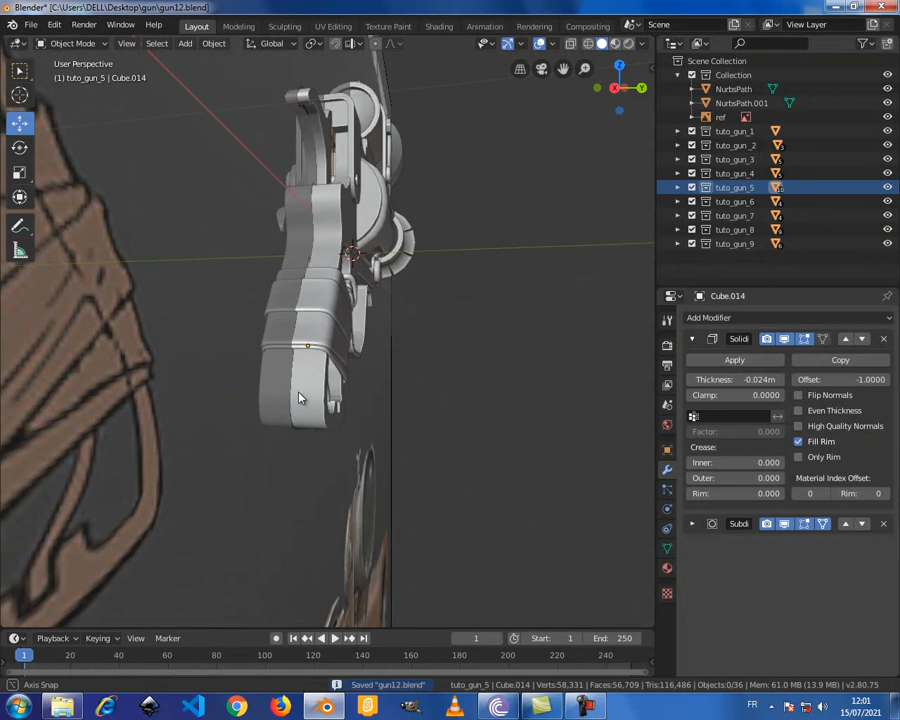 Blender* [C:\Users\DELL\Desktop\gun\gun12.blend]
File Edit Render Window Help Layout Modeling Sculpting UV Editing Texture Paint Shading Animation Rendering Compositing Scene View Layer
Object Mode View Select Add Object Global
User Perspective
(1) tuto_gun_5 | Cube.014
Z
X
Y
Scene Collection
Collection
NurbsPath
NurbsPath.001
ref
tuto_gun_1
tuto_gun _2
tuto_gun_3
tuto_gun_4
tuto_gun_5
tuto_gun_6
tuto_gun_7
tuto_gun_8
tuto_gun_9
Cube.014
Add Modifier
Solidi
Apply Copy
Thickness: -0.024m Offset: -1.0000
Clamp: 0.0000 Flip Normals
Even Thickness
Factor: 0.000 High Quality Normals
Crease: Fill Rim
Inner: 0.000 Only Rim
Outer: 0.000 Material Index Offset:
Rim: 0.000 0 Rim: 0
Subdi
Playback Keying View Marker 1 Start: 1 End: 250
1 20 40 60 80 100 120 140 160 180 200 220 240
Axis Snap Saved "gun12.blend" tuto_gun_5 | Cube.014 | Verts:58,331 | Faces:56,709 | Tris:116,486 | Objects:0/36 | Mem: 61.0 MB (13.9 MB) | v2.80.75
FR 12:01
15/07/2021